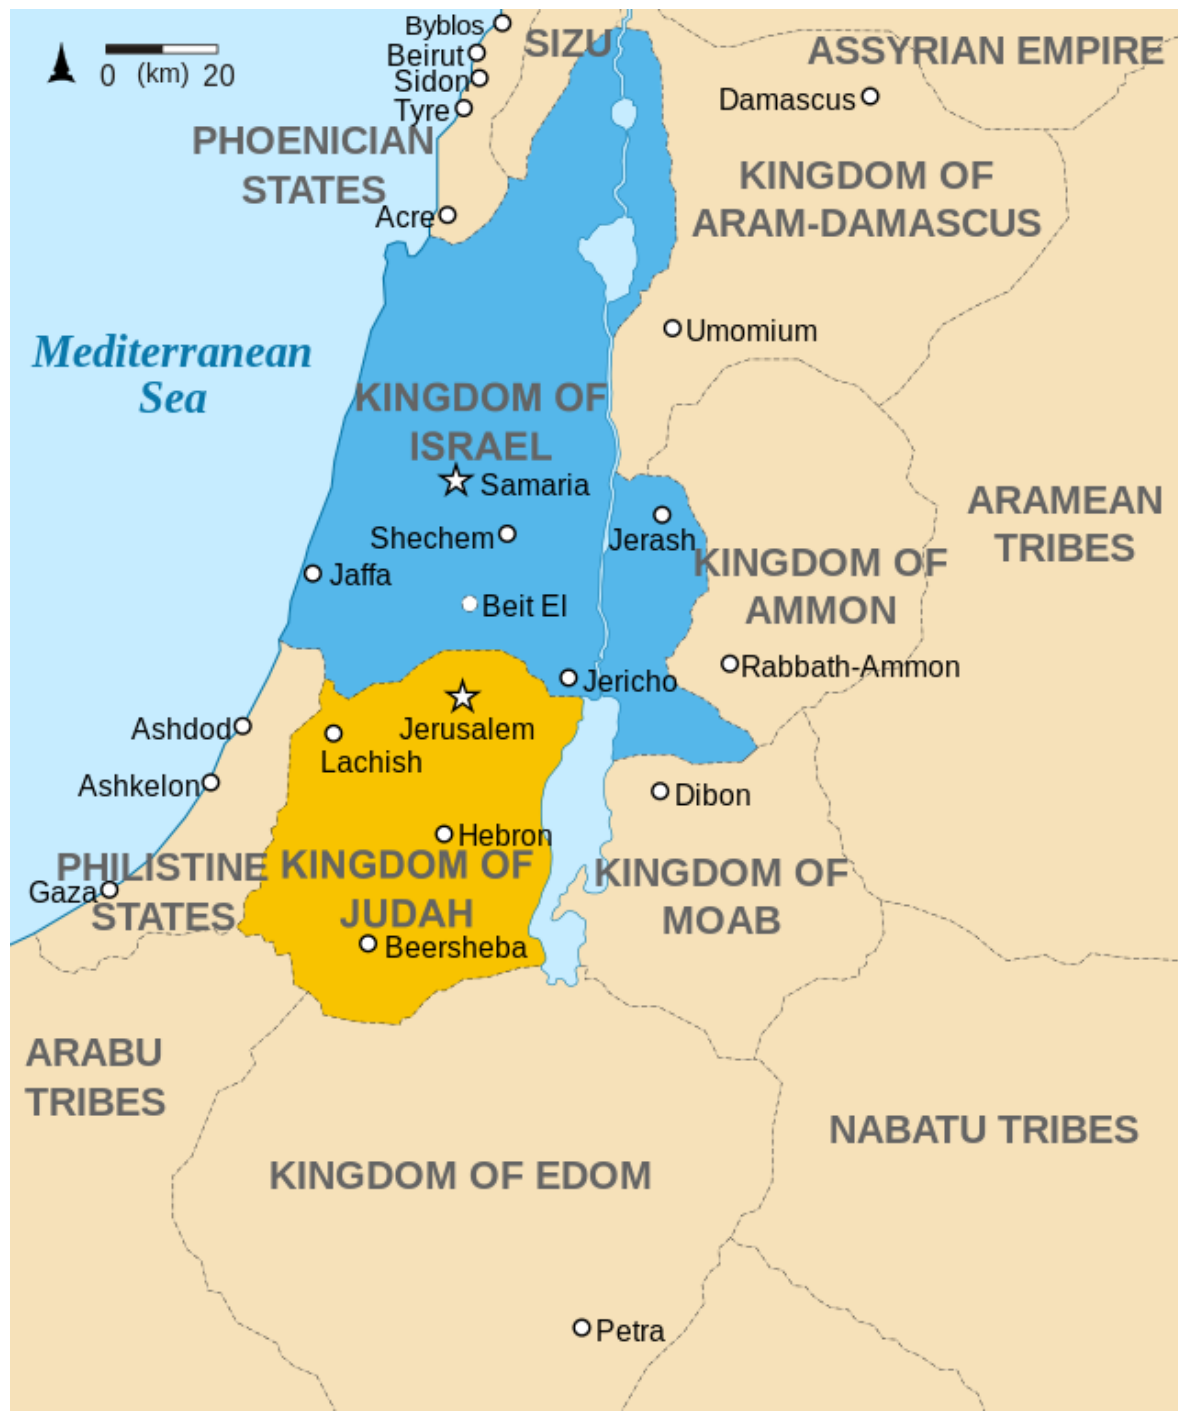 Byblos
SIZU
ASSYRIAN EMPIRE
Beirut
0 (km) 20
Sidon
Damascus
Tyre
PHOENICIAN
STATES
KINGDOM OF
ARAM-DAMASCUS
Acre
Umomium
Mediterranean
Sea
KINGDOM OF
ISRAEL
Samaria
ARAMEAN
TRIBES
Shechem
Jerash
KINGDOM OF
AMMON
Jaffa
Beit El
Rabbath-Ammon
Jericho
Jerusalem
Ashdod
Lachish
Ashkelon
Dibon
Hebron
PHILISTINE
STATES
KINGDOM OF
JUDAH
KINGDOM OF
MOAB
Gaza
Beersheba
ARABU
TRIBES
NABATU TRIBES
KINGDOM OF EDOM
Petra